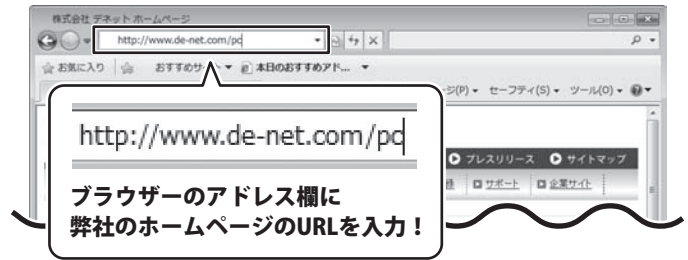 株式会社 デネット ホームページ
http://www.de-net.com/pc
お気に入り おすすめサイト ▼ 本日のおすすめアド... ▼
ージ(P) ▼ セーフティ(S) ▼ ツール(O) ▼
http://www.de-net.com/pc
プレスリリース サイトマップ
サポート 企業サイト
ブラウザーのアドレス欄に
弊社のホームページのURLを入力！